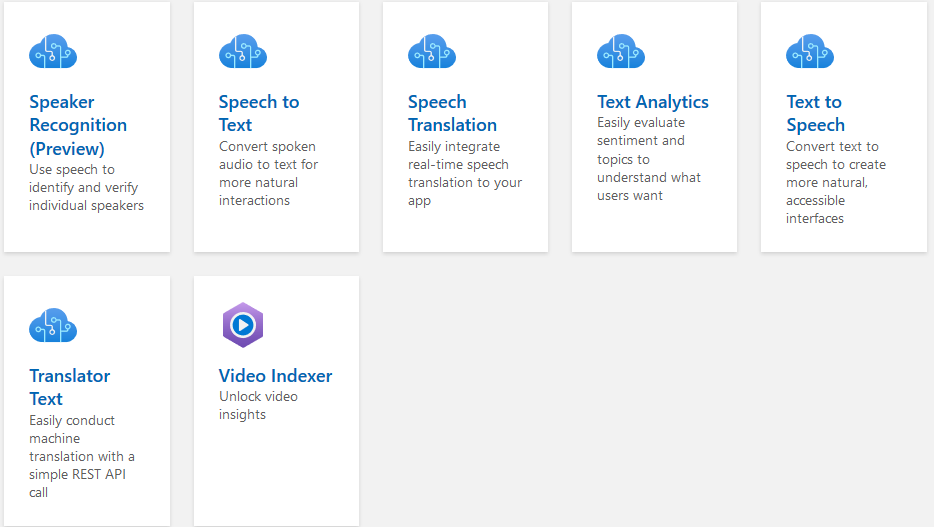 Speaker
Recognition
(Preview)
Use speech to
identify and verify
individual speakers
Speech to
Text
Convert spoken
audio to text for
more natural
interactions
Speech
Translation
Easily integrate
real-time speech
translation to your
app
Text Analytics
Easily evaluate
sentiment and
topics to
understand what
users want
Text to
Speech
Convert text to
speech to create
more natural,
accessible
interfaces
Translator
Text
Easily conduct
machine
translation with a
simple REST API
call
Video Indexer
Unlock video
insights